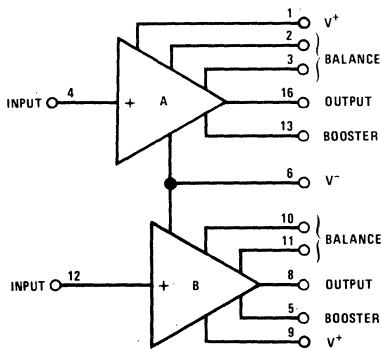 1 V+
2
BALANCE
3
INPUT 4 + A 16 OUTPUT
13 BOOSTER
6 V-
10
BALANCE
11
INPUT 12 + B 8 OUTPUT
5 BOOSTER
9 V+